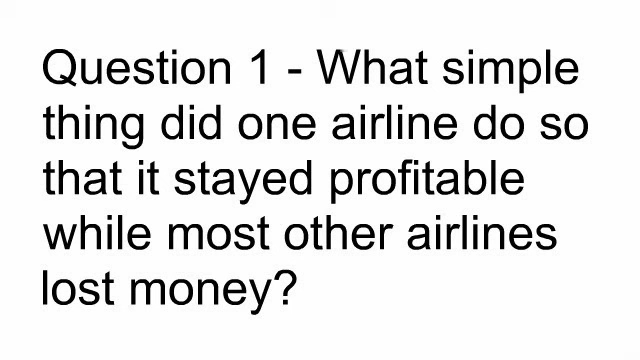 Question 1 - What simple
thing did one airline do so
that it stayed profitable
while most other airlines
lost money?